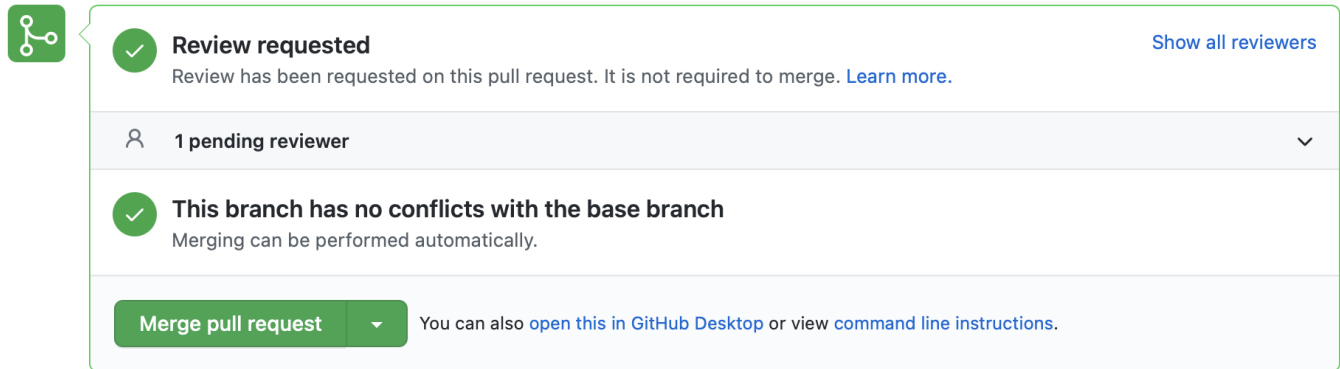 Review requested
Show all reviewers
Review has been requested on this pull request. It is not required to merge. Learn more.
1 pending reviewer
This branch has no conflicts with the base branch
Merging can be performed automatically.
Merge pull request
You can also open this in GitHub Desktop or view command line instructions.